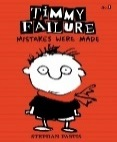 TIMMY FAILURE
MISTAKES WERE MADE
STEPHAN PASTIS